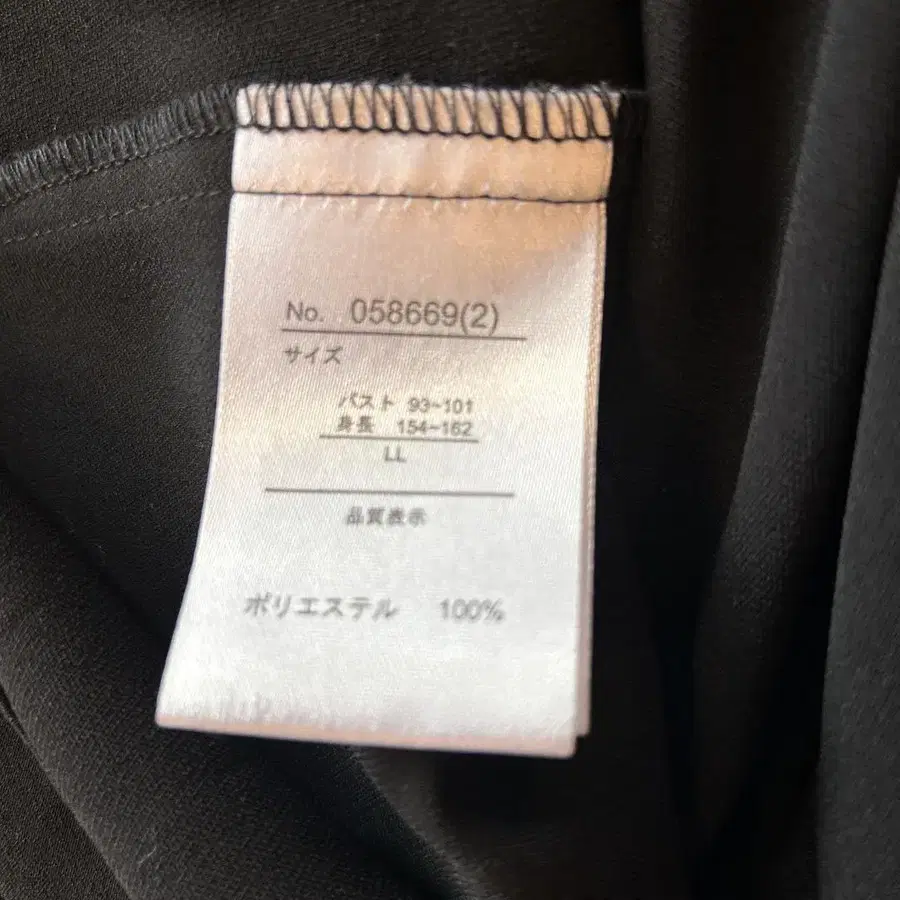 No. 058669(2)
サイズ
バスト 93~101
身長 154~162
LL
品質表示
ポリエステル 100%